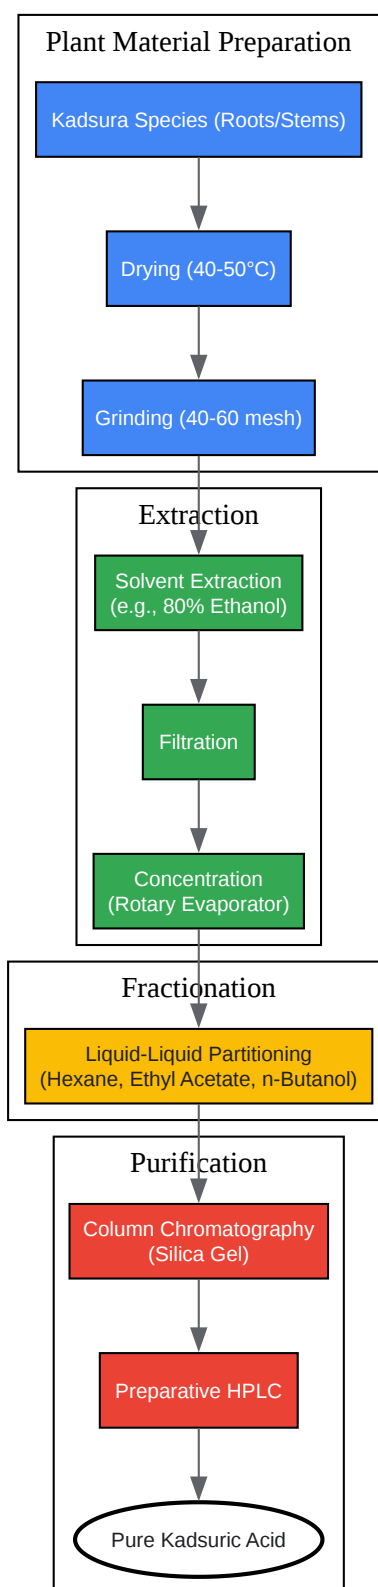 Plant Material Preparation
Kadsura Species (Roots/Stems)
Drying (40-50°C)
Grinding (40-60 mesh)
Extraction
Solvent Extraction
(e.g., 80% Ethanol)
Filtration
Concentration
(Rotary Evaporator)
Fractionation
Liquid-Liquid Partitioning
(Hexane, Ethyl Acetate, n-Butanol)
Purification
Column Chromatography
(Silica Gel)
Preparative HPLC
Pure Kadsuric Acid